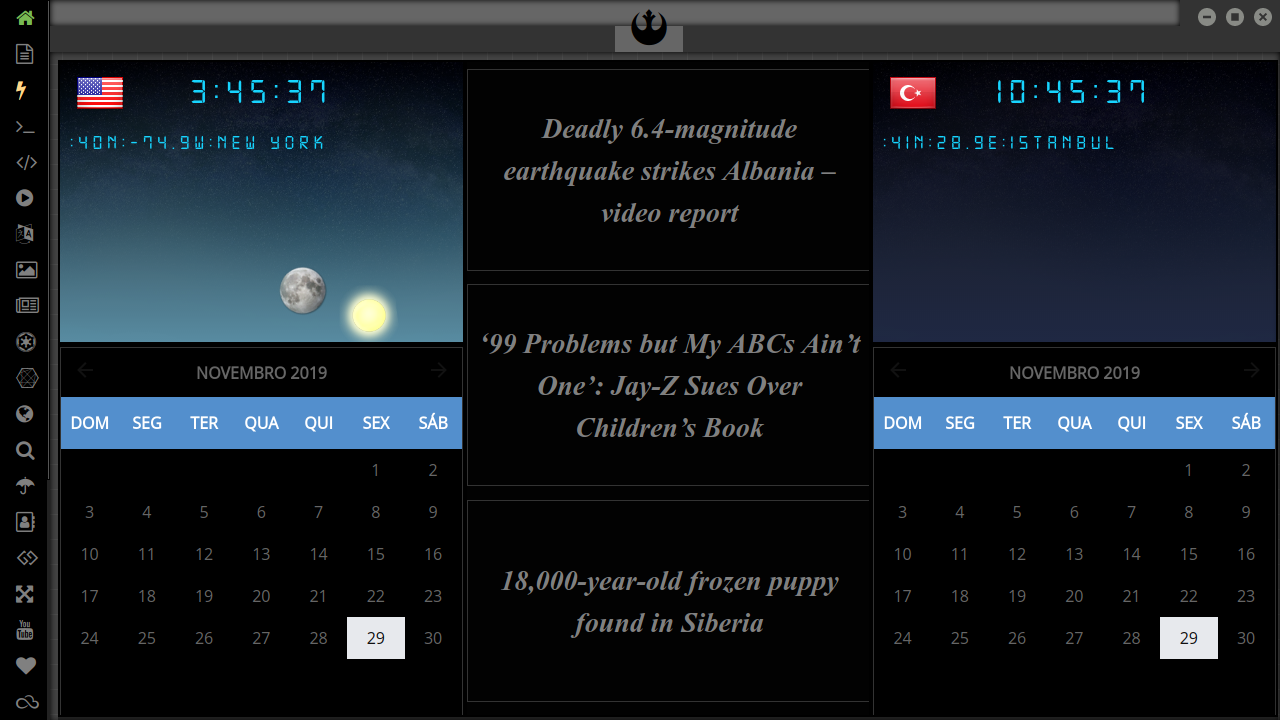 3:45:37
:40N:-74.9W:NEW YORK
NOVEMBRO 2019
DOM SEG TER QUA QUI SEX SÁB
1 2
3 4 5 6 7 8 9
10 11 12 13 14 15 16
17 18 19 20 21 22 23
24 25 26 27 28 29 30
Deadly 6.4-magnitude
earthquake strikes Albania –
video report
‘99 Problems but My ABCs Ain’t
One’: Jay-Z Sues Over
Children’s Book
18,000-year-old frozen puppy
found in Siberia
10:45:37
:41N:28.9E:ISTANBUL
NOVEMBRO 2019
DOM SEG TER QUA QUI SEX SÁB
1 2
3 4 5 6 7 8 9
10 11 12 13 14 15 16
17 18 19 20 21 22 23
24 25 26 27 28 29 30
You
Tube